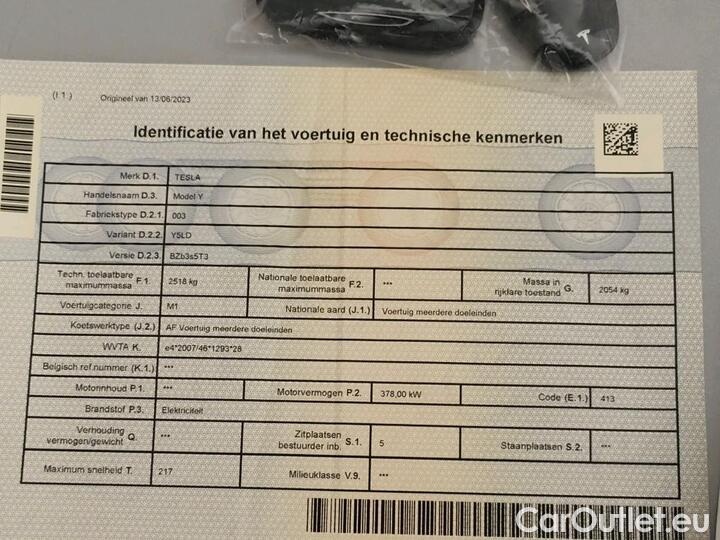 (I.1.) Origineel van 13/06/2023
Identificatie van het voertuig en technische kenmerken
Merk D.1. TESLA
Handelsnaam D.3. Model Y
Fabriekstype D.2.1. 003
Variant D.2.2. Y5LD
Versie D.2.3. BZb3s5T3
Techn. toelaatbare maximummassa F.1. 2518 kg Nationale toelaatbare maximummassa F.2. *** Massa in rijklare toestand G. 2054 kg
Voertuigcategorie J. M1 Nationale aard (J.1.) Voertuig meerdere doeleinden
Koetswerktype (J.2.) AF Voertuig meerdere doeleinden
WVTA K. e4*2007/46*1293*28
Belgisch ref.nummer (K.1.) ***
Motorinhoud P.1. *** Motorvermogen P.2. 378,00 kW Code (E.1.) 413
Brandstof P.3. Elektriciteit
Verhouding vermogen/gewicht Q. *** Zitplaatsen bestuurder inb. S.1. 5 Staanplaatsen S.2. ***
Maximum snelheid T. 217 Milieuklasse V.9. ***
CarOutlet.eu